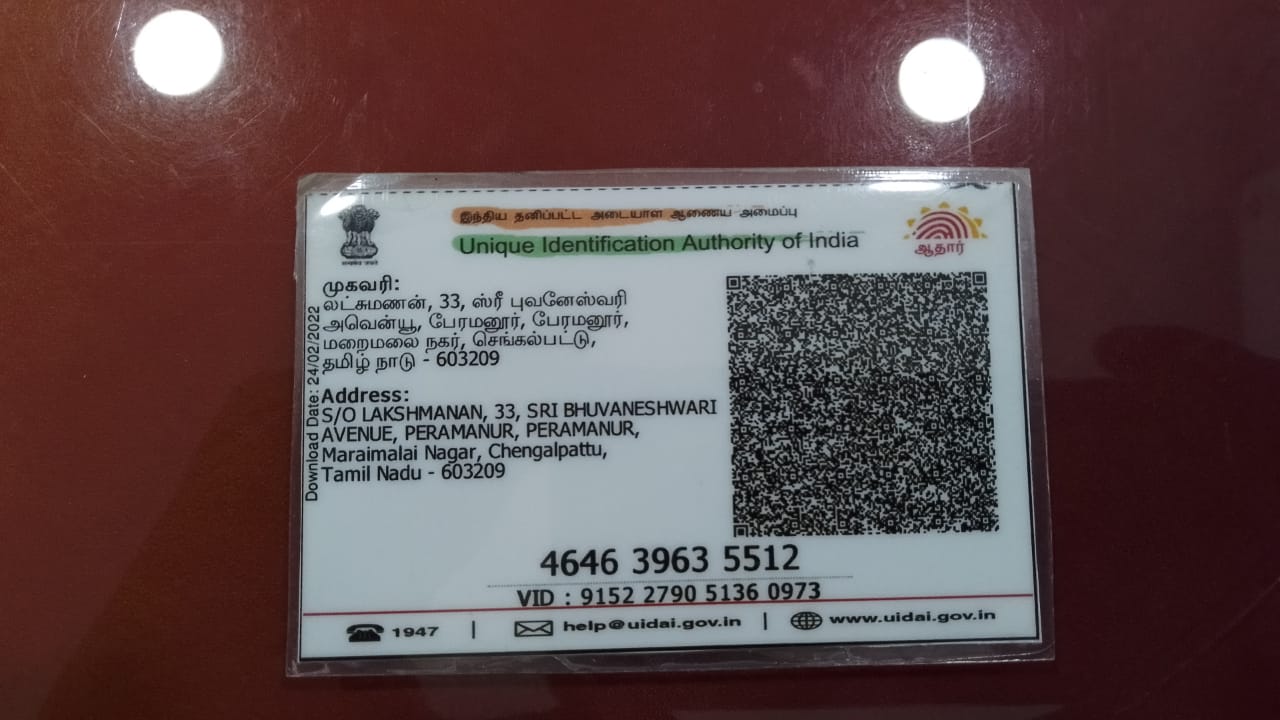 இந்திய தனிப்பட்ட அடையாள ஆணைய அமைப்பு
Unique Identification Authority of India
ஆதார்
முகவரி:
லட்சுமணன், 33, ஸ்ரீ புவனேஸ்வரி
அவென்யூ, பேரமனூர், பேரமனூர்,
மறைமலை நகர், செங்கல்பட்டு,
தமிழ் நாடு - 603209
Address:
S/O LAKSHMANAN, 33, SRI BHUVANESHWARI
AVENUE, PERAMANUR, PERAMANUR,
Maraimalai Nagar, Chengalpattu,
Tamil Nadu - 603209
Download Date: 24/02/2022
4646 3963 5512
VID : 9152 2790 5136 0973
1947 | help@uidai.gov.in | www.uidai.gov.in